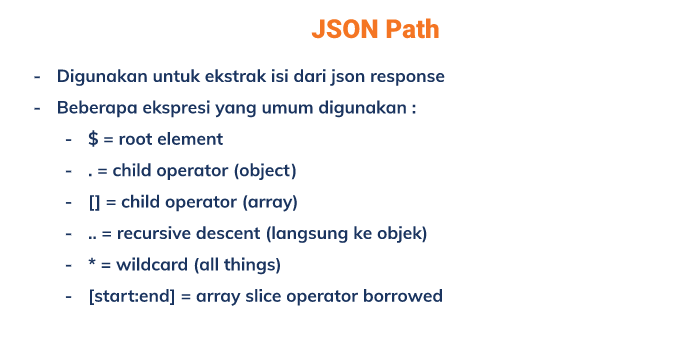 JSON Path
- Digunakan untuk ekstrak isi dari json response
- Beberapa ekspresi yang umum digunakan :
- $ = root element
- . = child operator (object)
- [] = child operator (array)
- .. = recursive descent (langsung ke objek)
- * = wildcard (all things)
- [start:end] = array slice operator borrowed